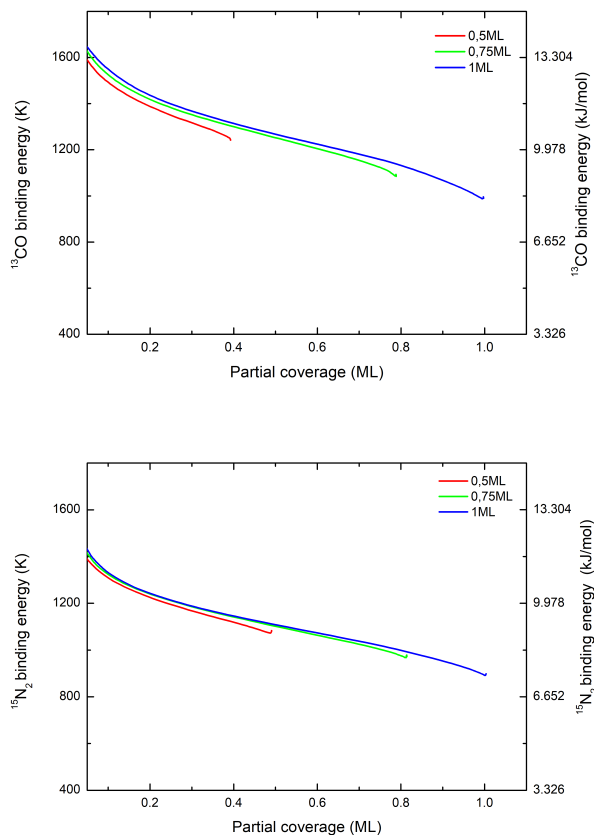 0,5ML
0,75ML
1ML
1600
1200
800
400
13.304
9.978
6.652
3.326
0.2 0.4 0.6 0.8 1.0
¹³CO binding energy (K)
¹³CO binding energy (kJ/mol)
Partial coverage (ML)
0,5ML
0,75ML
1ML
1600
1200
800
400
13.304
9.978
6.652
3.326
0.2 0.4 0.6 0.8 1.0
¹⁵N₂ binding energy (K)
¹⁵N₂ binding energy (kJ/mol)
Partial coverage (ML)